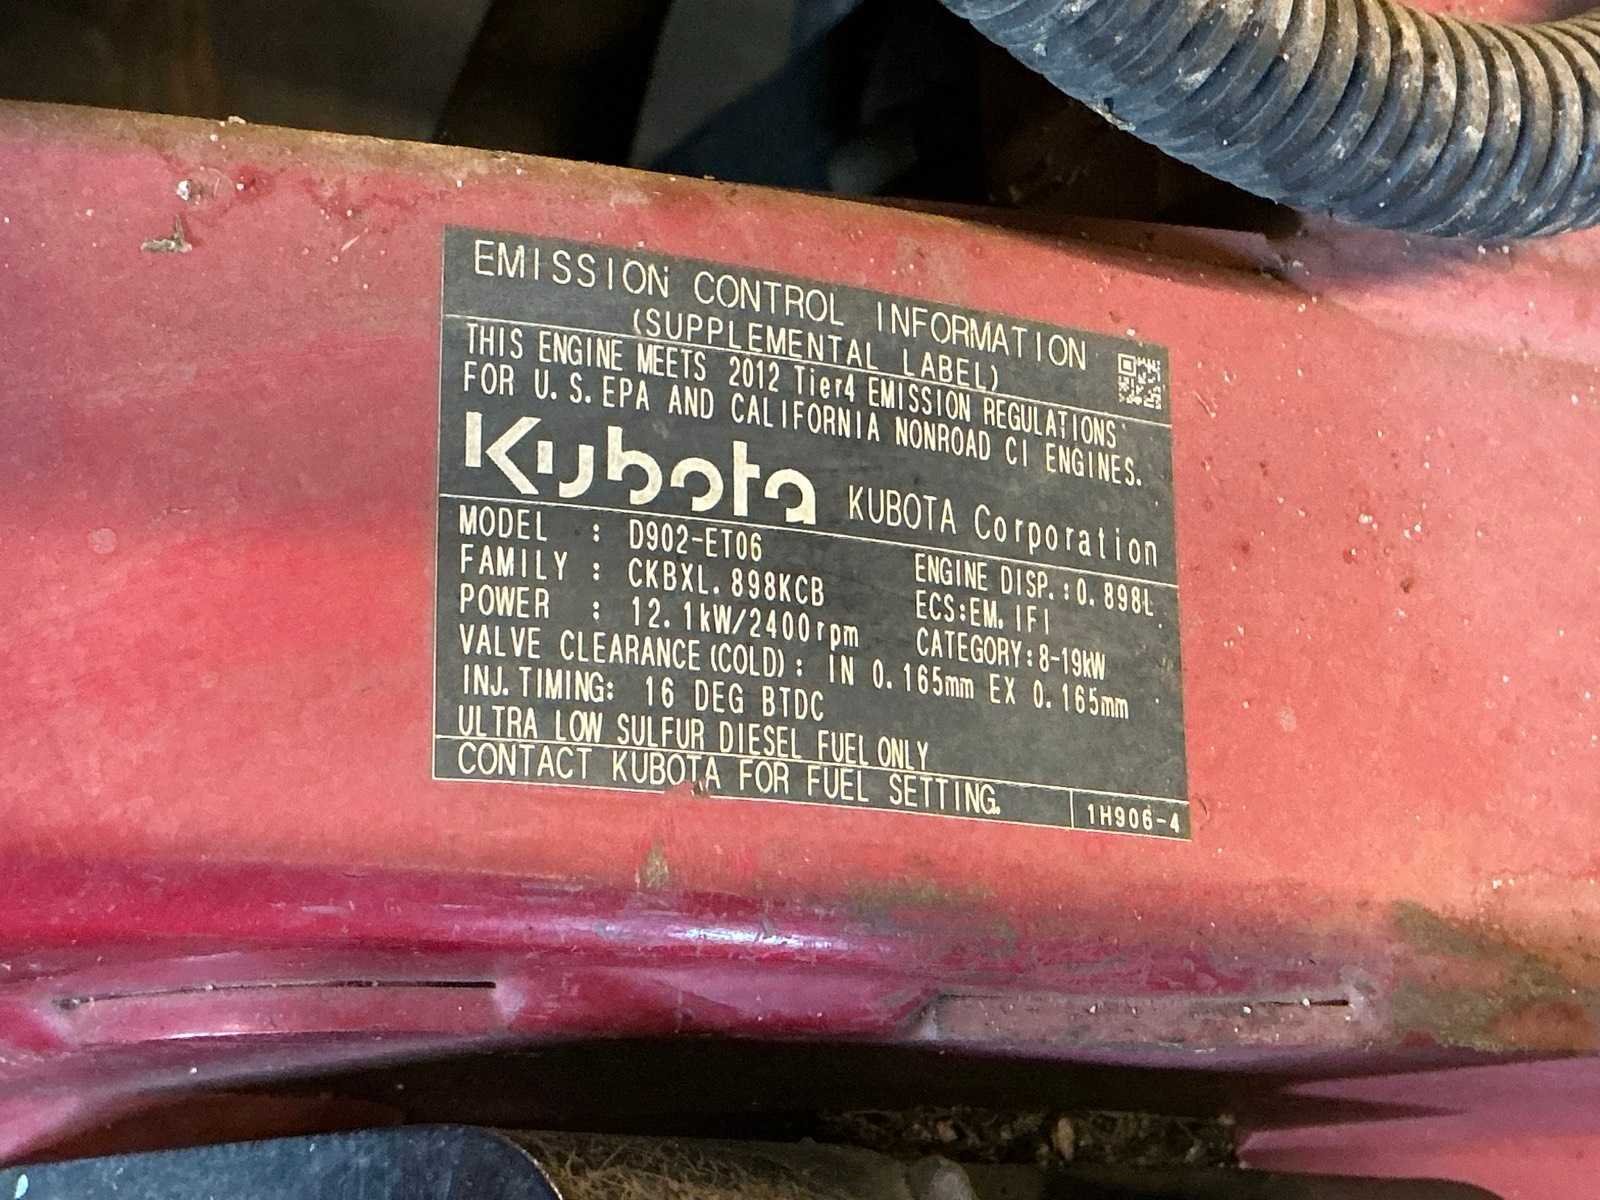 EMISSION CONTROL INFORMATION
(SUPPLEMENTAL LABEL)
THIS ENGINE MEETS 2012 Tier4 EMISSION REGULATIONS
FOR U.S.EPA AND CALIFORNIA NONROAD CI ENGINES.
Kubota KUBOTA Corporation
MODEL : D902-ET06 ENGINE DISP.:0.898L
FAMILY : CKBXL.898KCB ECS:EM.IFI
POWER : 12.1kW/2400rpm CATEGORY:8-19kW
VALVE CLEARANCE(COLD): IN 0.165mm EX 0.165mm
INJ.TIMING: 16 DEG BTDC
ULTRA LOW SULFUR DIESEL FUEL ONLY
CONTACT KUBOTA FOR FUEL SETTING.
1H906-4